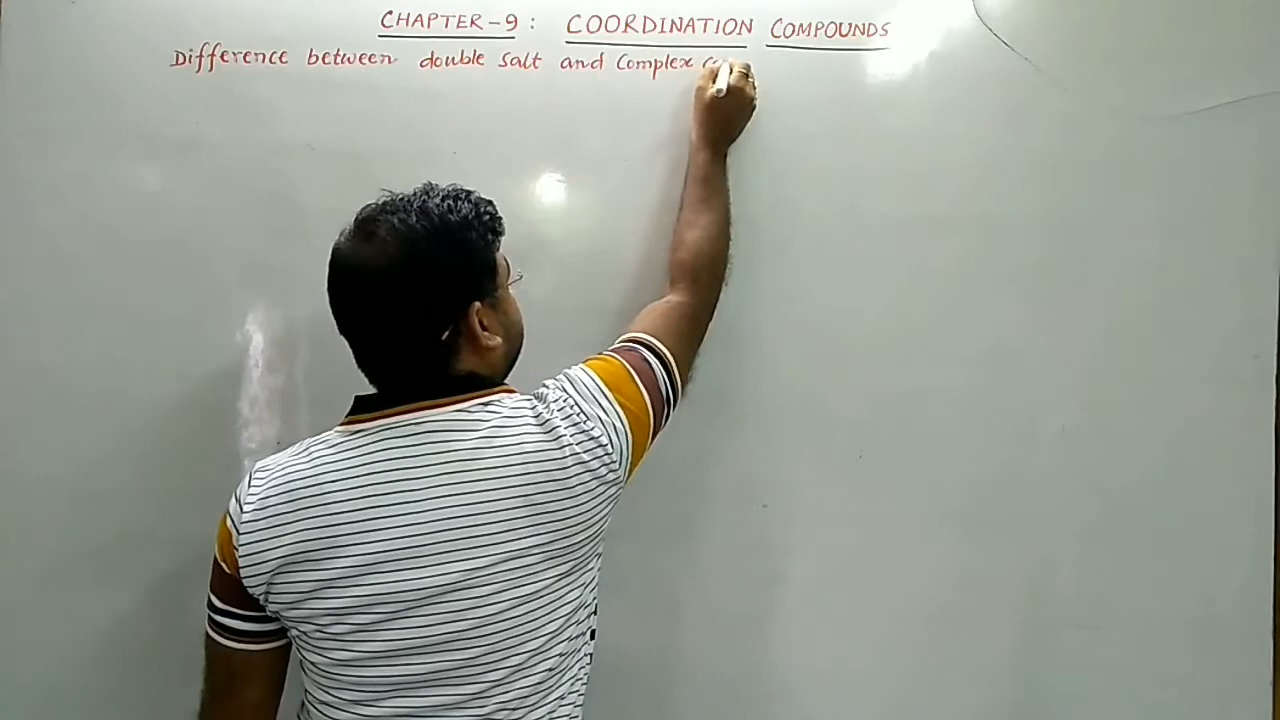 CHAPTER-9: COORDINATION COMPOUNDS
Difference between double salt and Complex